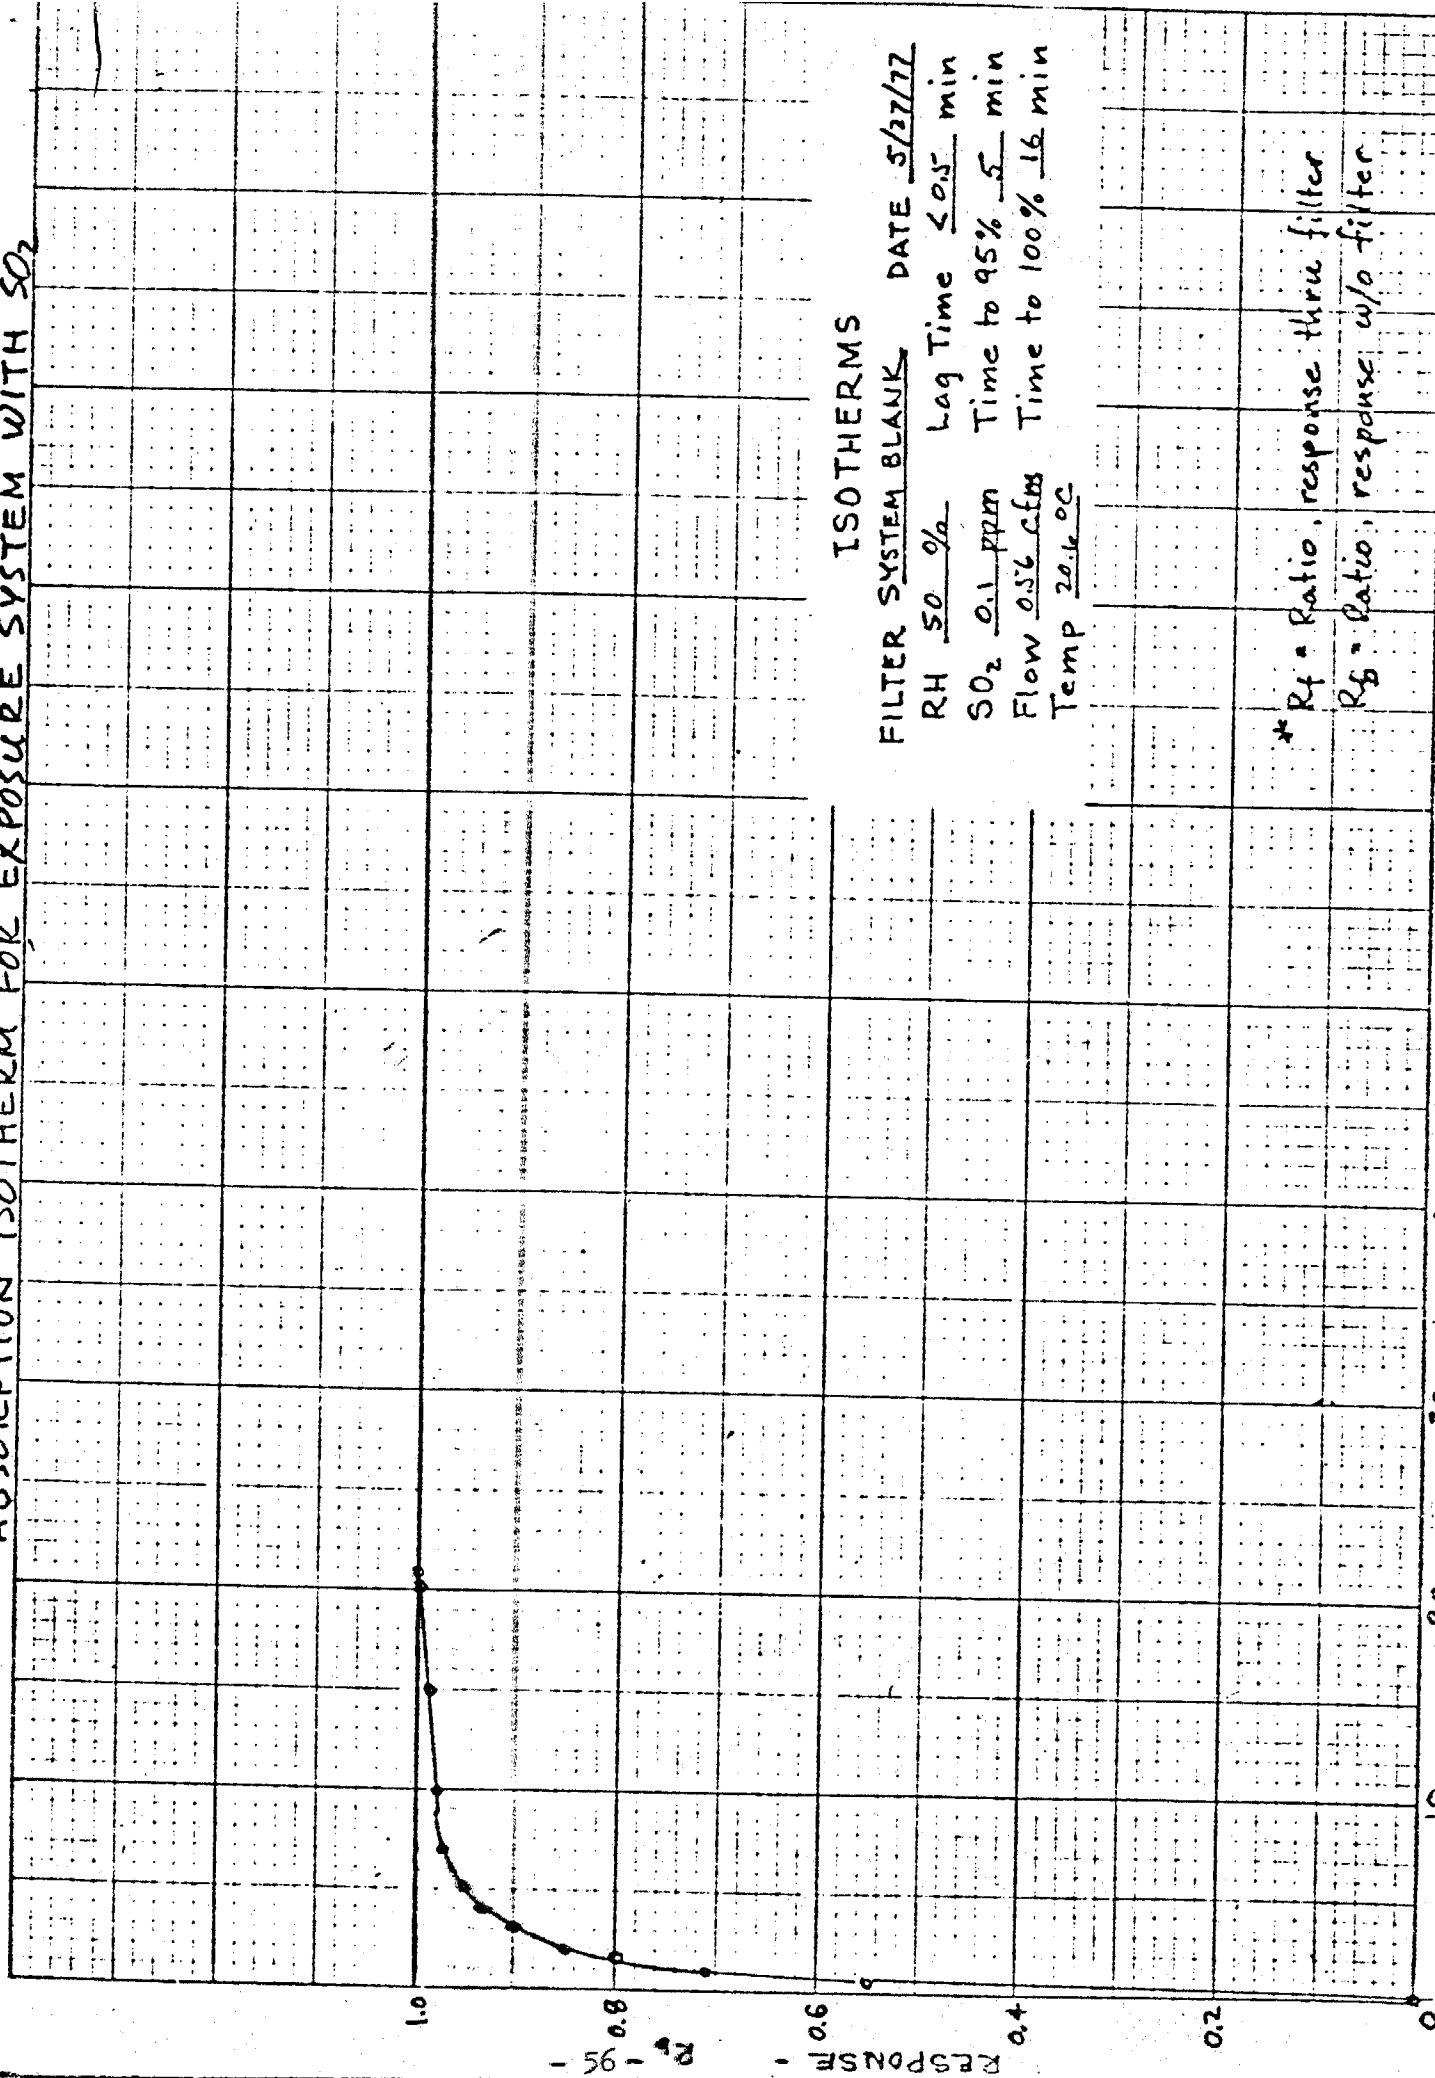 ADSORPTION ISOTHERM FOR EXPOSURE SYSTEM WITH SO₂
ISOTHERMS
FILTER SYSTEM BLANK DATE 5/27/77
RH 50 % Lag Time <0.5 min
SO₂ 0.1 ppm Time to 95% 5 min
Flow 0.56 cfm Time to 100% 16 min
Temp 20.6 °C
* Rf = Ratio, response thru filter
Rb = Ratio, response w/o filter
1.0
0.8
0.6
0.4
0.2
0
RESPONSE -
- 56 -
10
20